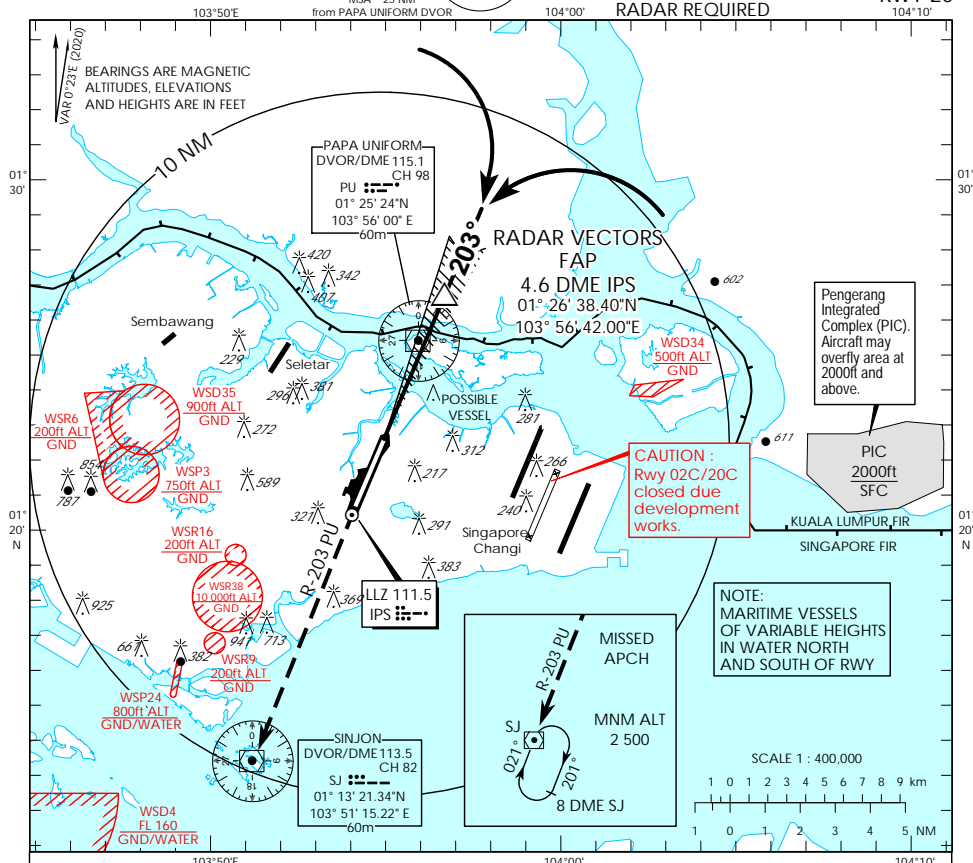 MSA 25 NM
from PAPA UNIFORM DVOR
RADAR REQUIRED
103°50'E
104°00'
104°10'
VAR 0°23'E (2020)
BEARINGS ARE MAGNETIC
ALTITUDES, ELEVATIONS
AND HEIGHTS ARE IN FEET
10 NM
PAPA UNIFORM
DVOR/DME 115.1
CH 98
PU
01° 25' 24"N
103° 56' 00" E
60m
01°
30'
01°
30'
203°
RADAR VECTORS
FAP
4.6 DME IPS
01° 26' 38.40"N
103° 56' 42.00"E
420
407
342
602
Sembawang
229
Seletar
296
381
WSD34
500ft ALT
GND
Pengerang
Integrated
Complex (PIC).
Aircraft may
overfly area at
2000ft and
above.
WSD35
900ft ALT
GND
WSR6
200ft ALT
GND
POSSIBLE
VESSEL
281
272
312
611
854
787
WSP3
750ft ALT
GND
589
217
266
240
CAUTION :
Rwy 02C/20C
closed due
development
works.
PIC
2000ft
SFC
321
291
Singapore
Changi
01°
20'
N
01°
20'
N
KUALA LUMPUR FIR
SINGAPORE FIR
WSR16
200ft ALT
GND
R-203 PU
383
WSR38
10 000ft ALT
GND
369
LLZ 111.5
IPS
925
NOTE:
MARITIME VESSELS
OF VARIABLE HEIGHTS
IN WATER NORTH
AND SOUTH OF RWY
941
713
661
382
WSR9
200ft ALT
GND
WSP24
800ft ALT
GND/WATER
R-203 PU
MISSED
APCH
MNM ALT
2 500
SJ
021°
201°
8 DME SJ
SINJON
DVOR/DME 113.5
CH 82
SJ
01° 13' 21.34"N
103° 51' 15.22" E
60m
SCALE 1 : 400,000
1 0 1 2 3 4 5 6 7 8 9 km
1 0 1 2 3 4 5 NM
WSD4
FL 160
GND/WATER
103°50'E
104°00'
104°10'